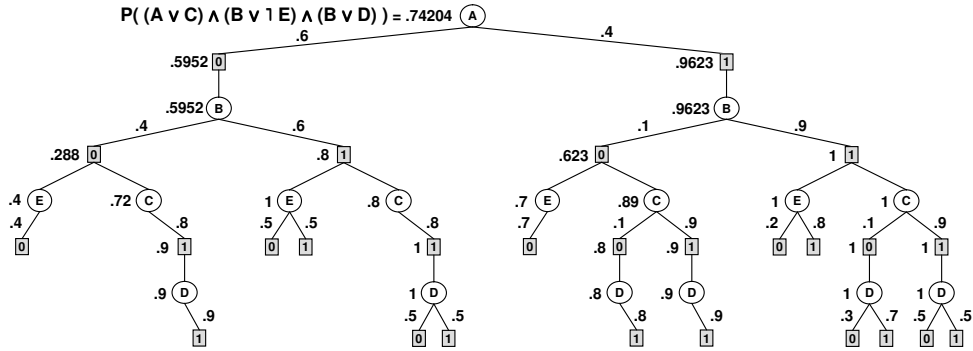 P( (A ∨ C) ∧ (B ∨ ˥ E) ∧ (B ∨ D) ) = .74204 A
.6 .4
.5952 0 .9623 1
.5952 B .9623 B
.4 .6 .1 .9
.288 0 .8 1 .623 0 1 1
.4 E .72 C 1 E .8 C .7 E .89 C 1 E 1 C
.4 .8 .5 .5 .8 .7 .1 .9 .2 .8 .1 .9
0 .9 1 0 1 1 1 0 .8 0 .9 1 0 1 1 0 1 1
.9 D 1 D .8 D .9 D 1 D 1 D
.9 .5 .5 .8 .9 .3 .7 .5 .5
1 0 1 1 1 0 1 0 1